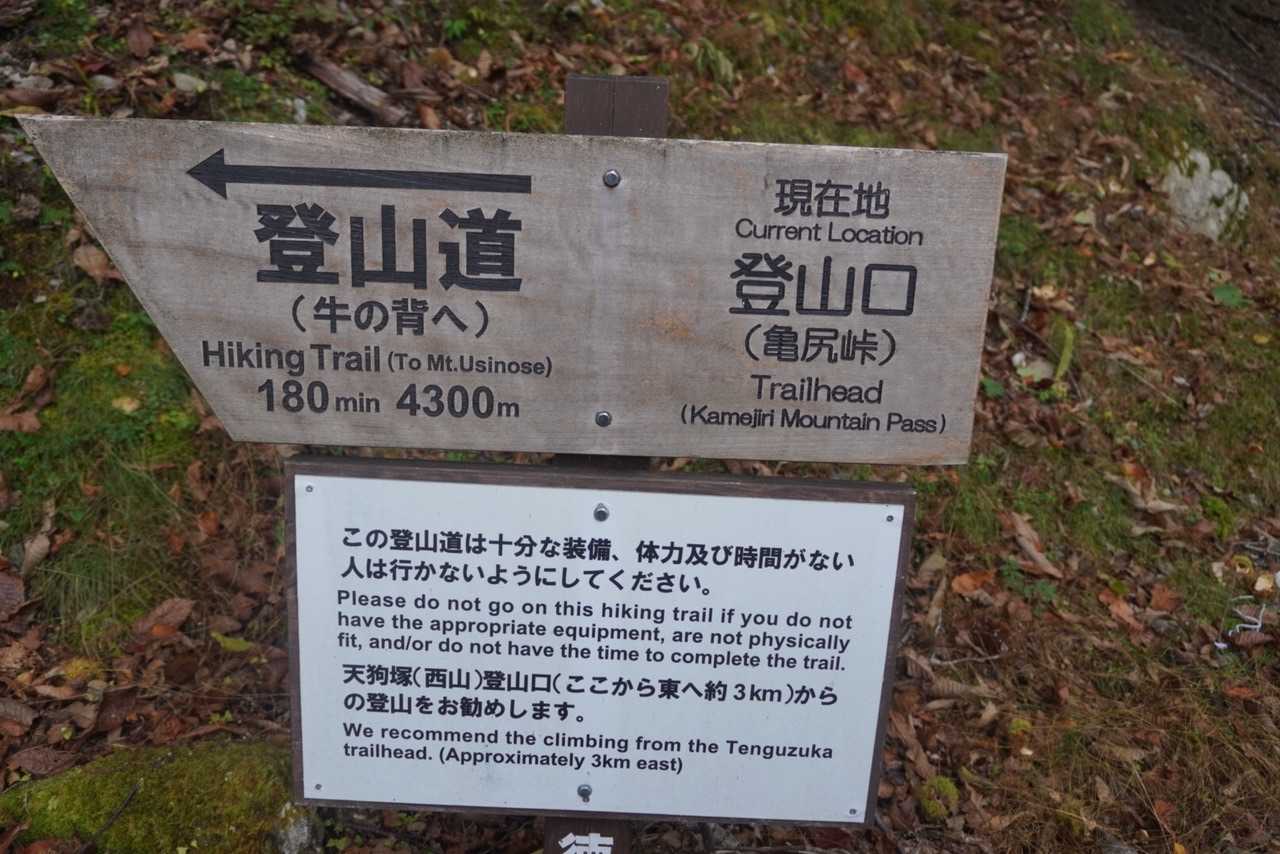 登山道
(牛の背へ)
Hiking Trail (To Mt.Usinose)
180 min 4300m
現在地
Current Location
登山口
(亀尻峠)
Trailhead
(Kamejiri Mountain Pass)
この登山道は十分な装備、体力及び時間がない
人は行かないようにしてください。
Please do not go on this hiking trail if you do not
have the appropriate equipment, are not physically
fit, and/or do not have the time to complete the trail.
天狗塚(西山)登山口(ここから東へ約3km)から
の登山をお勧めします。
We recommend the climbing from the Tenguzuka
trailhead. (Approximately 3km east)
徳